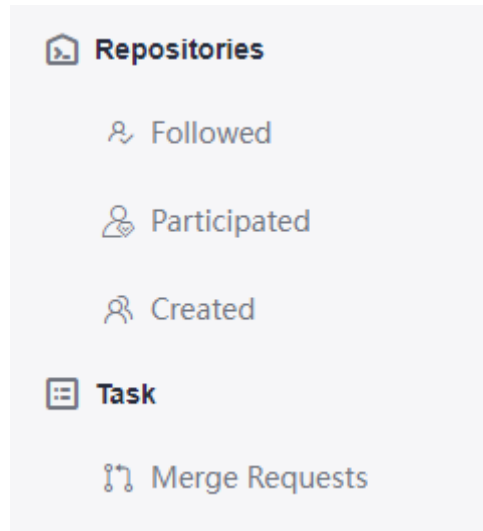 Repositories
Followed
Participated
Created
Task
Merge Requests